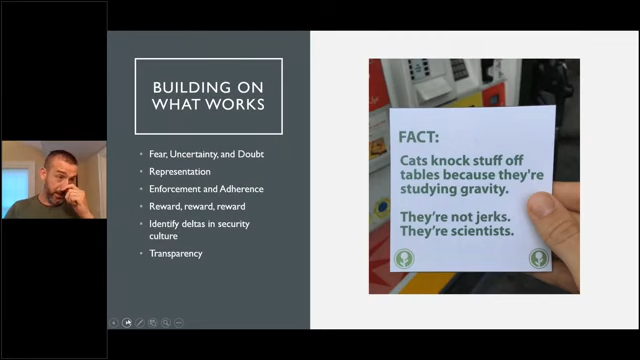 BUILDING ON
WHAT WORKS
• Fear, Uncertainty, and Doubt
• Representation
• Enforcement and Adherence
• Reward, reward, reward
• Identify deltas in security
culture
• Transparency
FACT:
Cats knock stuff off
tables because they're
studying gravity.
They're not jerks.
They're scientists.